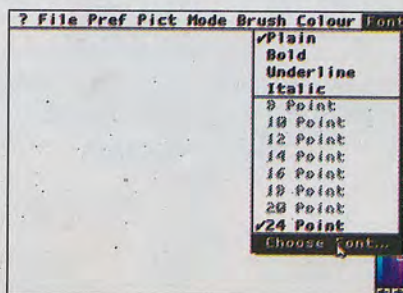 ? File Pref Pict Mode Brush Colour Font
✓Plain
Bold
Underline
Italic
8 Point
10 Point
12 Point
14 Point
16 Point
18 Point
20 Point
✓24 Point
Choose Font...